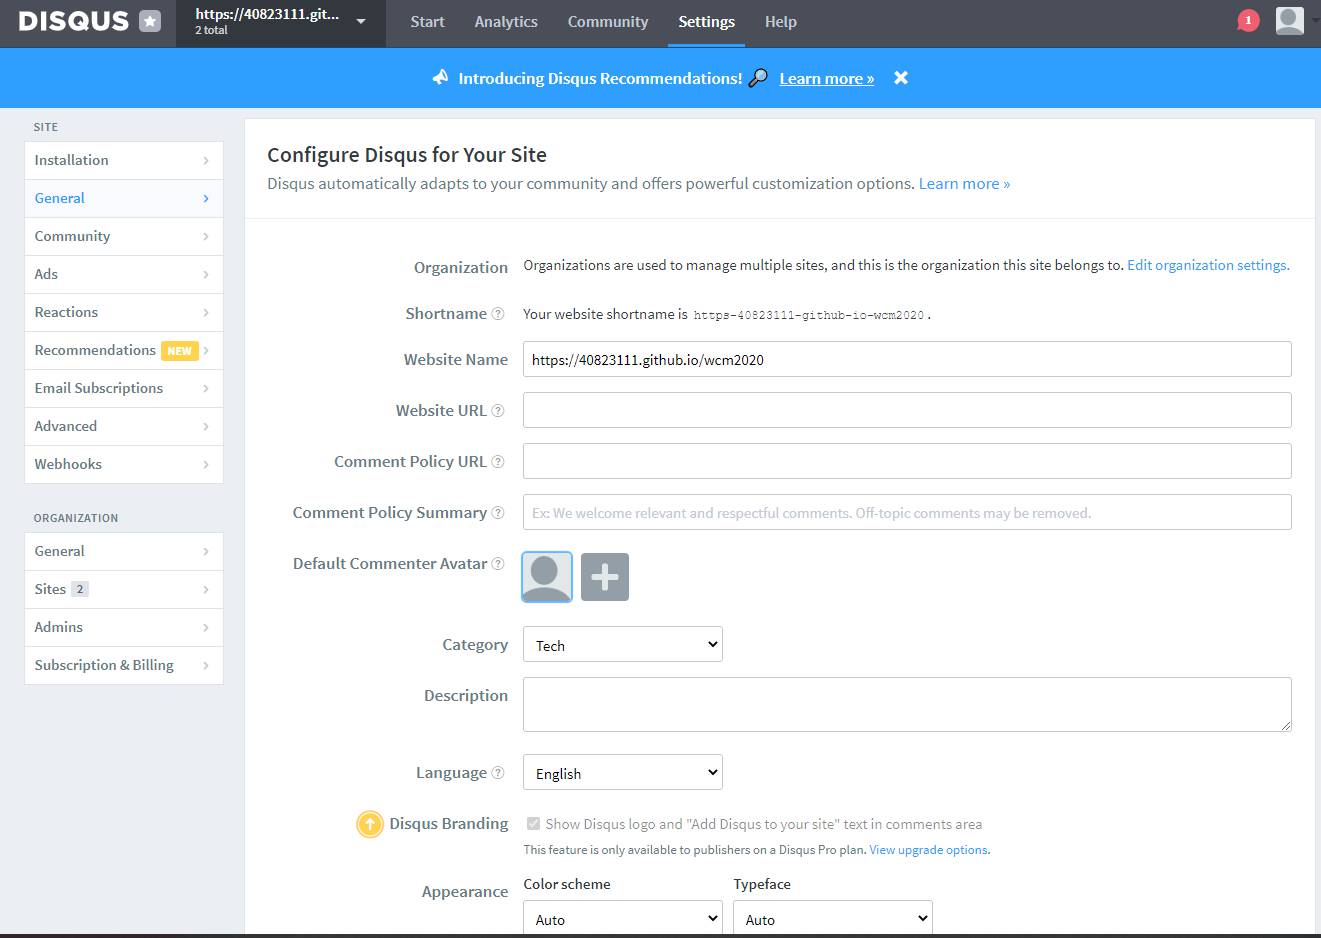 DISQUS
https://40823111.git...
2 total
Start
Analytics
Community
Settings
Help
1
Introducing Disqus Recommendations! Learn more »
SITE
Installation
General
Community
Ads
Reactions
Recommendations NEW
Email Subscriptions
Advanced
Webhooks
ORGANIZATION
General
Sites 2
Admins
Subscription & Billing
Configure Disqus for Your Site
Disqus automatically adapts to your community and offers powerful customization options. Learn more »
Organization Organizations are used to manage multiple sites, and this is the organization this site belongs to. Edit organization settings.
Shortname ? Your website shortname is https-40823111-github-io-wcm2020.
Website Name https://40823111.github.io/wcm2020
Website URL ?
Comment Policy URL ?
Comment Policy Summary ? Ex: We welcome relevant and respectful comments. Off-topic comments may be removed.
Default Commenter Avatar ?
Category Tech
Description
Language ? English
Disqus Branding Show Disqus logo and "Add Disqus to your site" text in comments area
This feature is only available to publishers on a Disqus Pro plan. View upgrade options.
Appearance Color scheme Typeface
Auto Auto